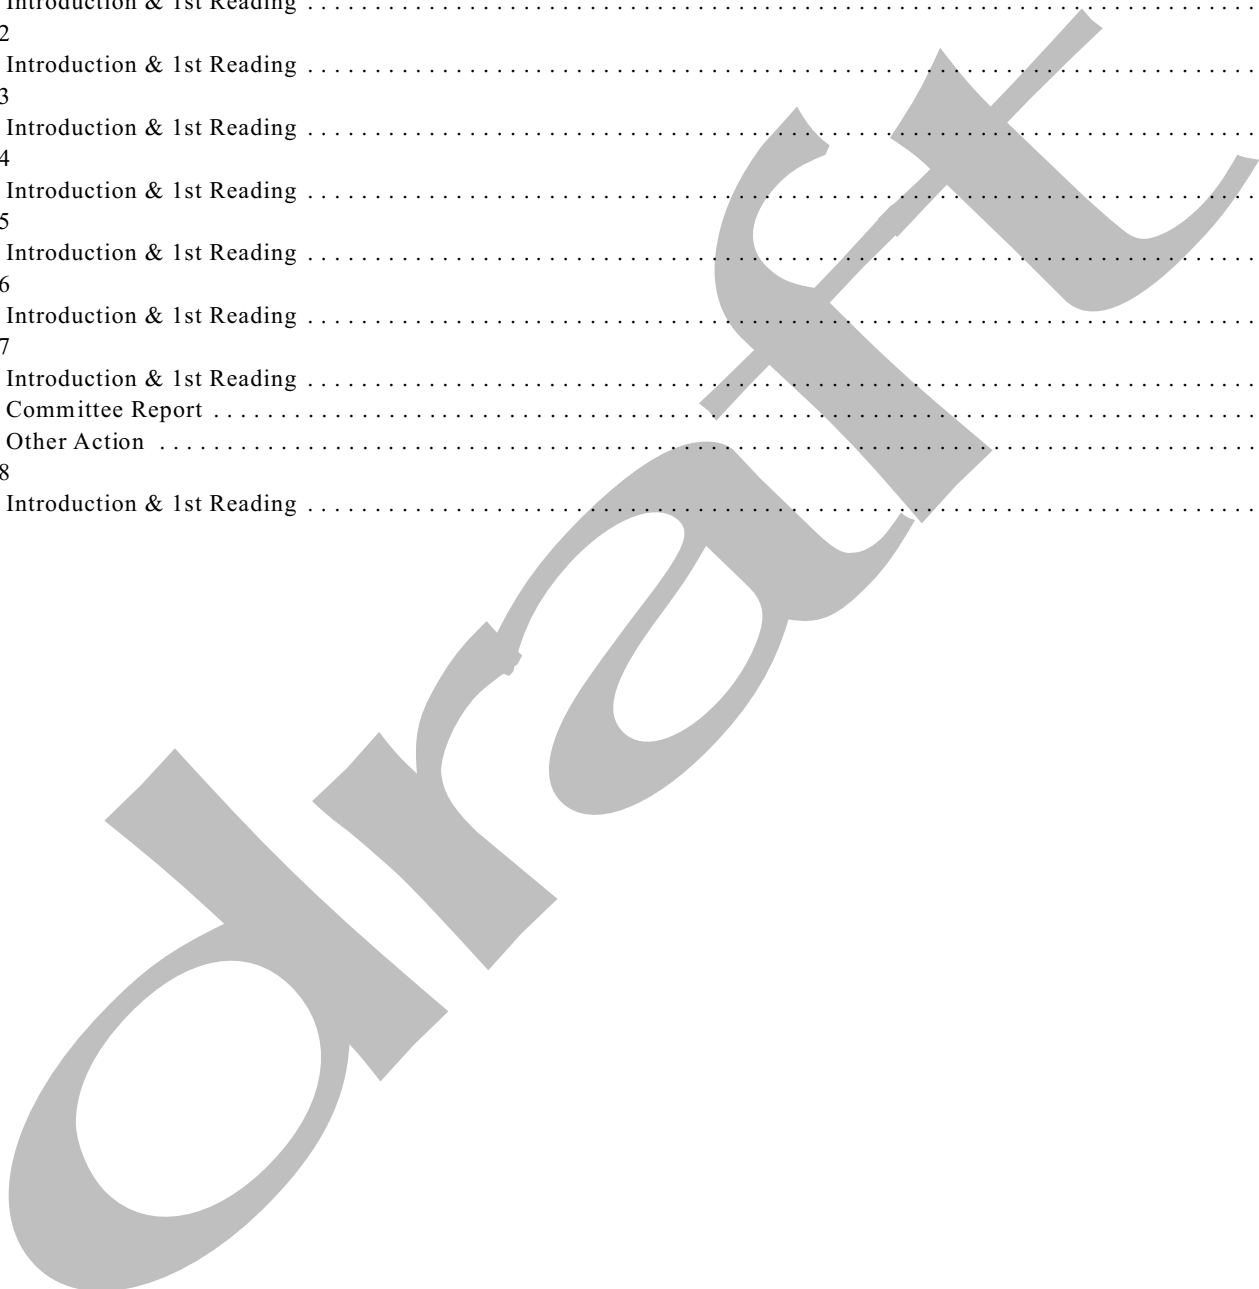 Introduction & 1st Reading . . . . . . . . . . . . . . . . . . . . . . . . . . . . . . . . . . . . . . . . . . . . . . . . . . . . . . . . . . . . . . . . . . . . . .
2
Introduction & 1st Reading . . . . . . . . . . . . . . . . . . . . . . . . . . . . . . . . . . . . . . . . . . . . . . . . . . . . . . . . . . . . . . . . . . . . . .
3
Introduction & 1st Reading . . . . . . . . . . . . . . . . . . . . . . . . . . . . . . . . . . . . . . . . . . . . . . . . . . . . . . . . . . . . . . . . . . . . . .
4
Introduction & 1st Reading . . . . . . . . . . . . . . . . . . . . . . . . . . . . . . . . . . . . . . . . . . . . . . . . . . . . . . . . . . . . . . . . . . . . . .
5
Introduction & 1st Reading . . . . . . . . . . . . . . . . . . . . . . . . . . . . . . . . . . . . . . . . . . . . . . . . . . . . . . . . . . . . . . . . . . . . . .
6
Introduction & 1st Reading . . . . . . . . . . . . . . . . . . . . . . . . . . . . . . . . . . . . . . . . . . . . . . . . . . . . . . . . . . . . . . . . . . . . . .
7
Introduction & 1st Reading . . . . . . . . . . . . . . . . . . . . . . . . . . . . . . . . . . . . . . . . . . . . . . . . . . . . . . . . . . . . . . . . . . . . . .
Committee Report . . . . . . . . . . . . . . . . . . . . . . . . . . . . . . . . . . . . . . . . . . . . . . . . . . . . . . . . . . . . . . . . . . . . . . . . . . . . .
Other Action . . . . . . . . . . . . . . . . . . . . . . . . . . . . . . . . . . . . . . . . . . . . . . . . . . . . . . . . . . . . . . . . . . . . . . . . . . . . . . . . .
8
Introduction & 1st Reading . . . . . . . . . . . . . . . . . . . . . . . . . . . . . . . . . . . . . . . . . . . . . . . . . . . . . . . . . . . . . . . . . . . . . .
draft